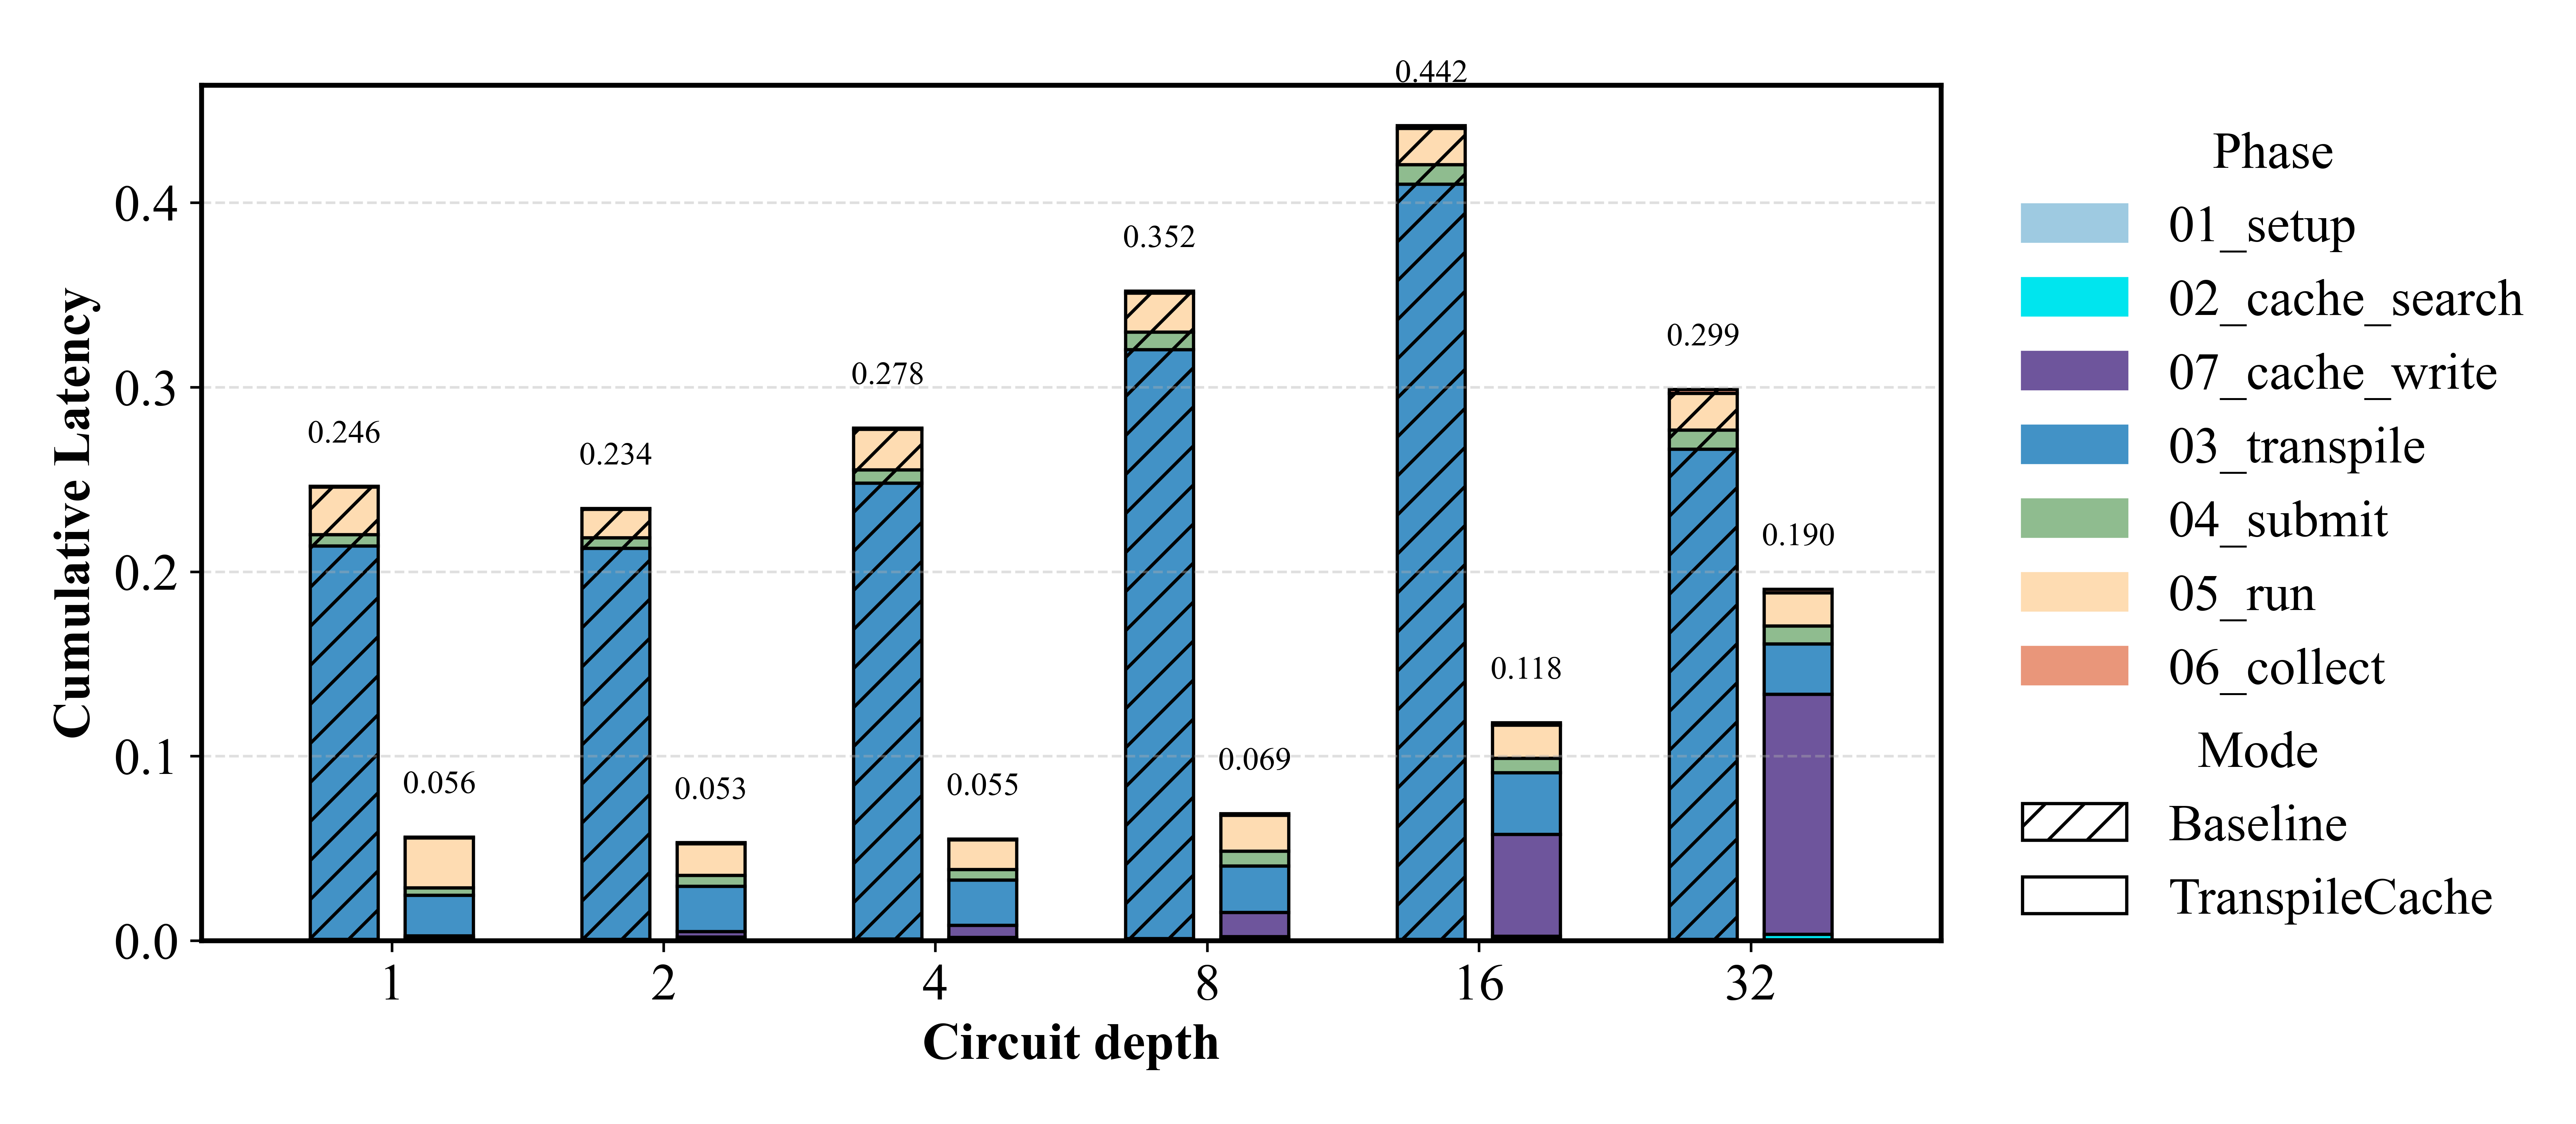 0.442
0.352
0.278
0.299
0.246
0.234
0.190
0.118
0.069
0.056
0.053
0.055
Cumulative Latency
0.4
0.3
0.2
0.1
0.0
1 2 4 8 16 32
Circuit depth
Phase
01_setup
02_cache_search
07_cache_write
03_transpile
04_submit
05_run
06_collect
Mode
Baseline
TranspileCache